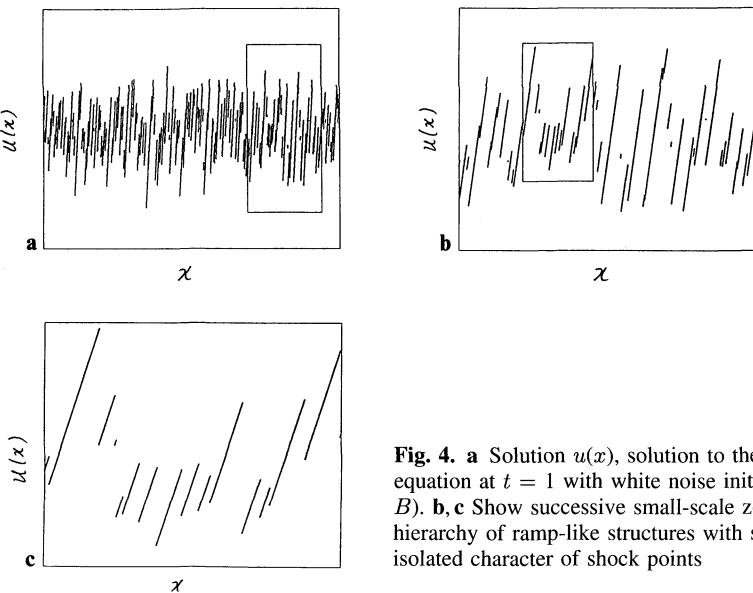 u(x)
a
x
u(x)
b
x
u(x)
c
x
Fig. 4. a Solution u(x), solution to the
equation at t = 1 with white noise init
B). b, c Show successive small-scale z
hierarchy of ramp-like structures with s
isolated character of shock points